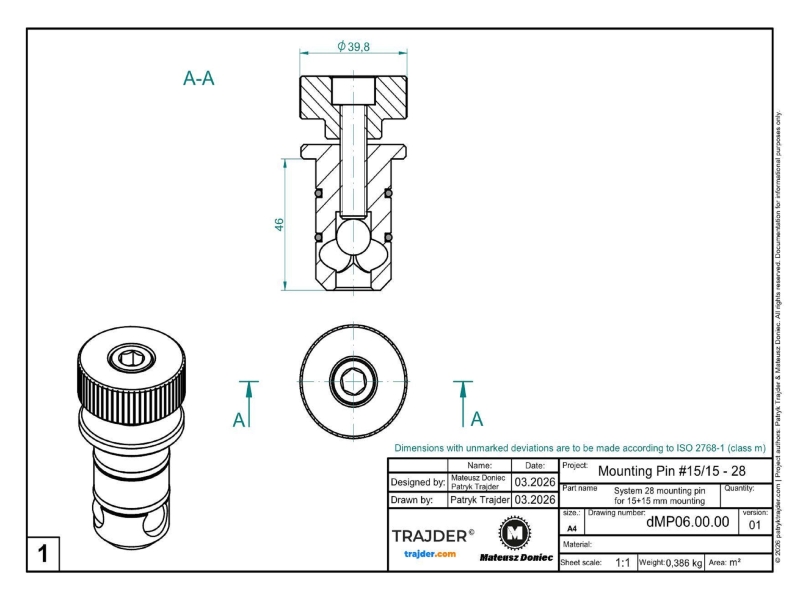 ⌀39,8
A-A
46
A
A
Dimensions with unmarked deviations are to be made according to ISO 2768-1 (class m)
Name:
Date:
Project:
Mounting Pin #15/15 - 28
Designed by:
Mateusz Doniec
Patryk Trajder
03.2026
Part name
System 28 mounting pin
for 15+15 mm mounting
Quantity:
Drawn by:
Patryk Trajder
03.2026
size.:
A4
Drawing number:
dMP06.00.00
version:
01
TRAJDER©
trajder.com
M
Mateusz Doniec
Material:
Sheet scale:
1:1
Weight:0,386 kg
Area: m²
1
© 2026 patryktrajder.com | Project authors: Patryk Trajder & Mateusz Doniec. All rights reserved. Documentation for informational purposes only.